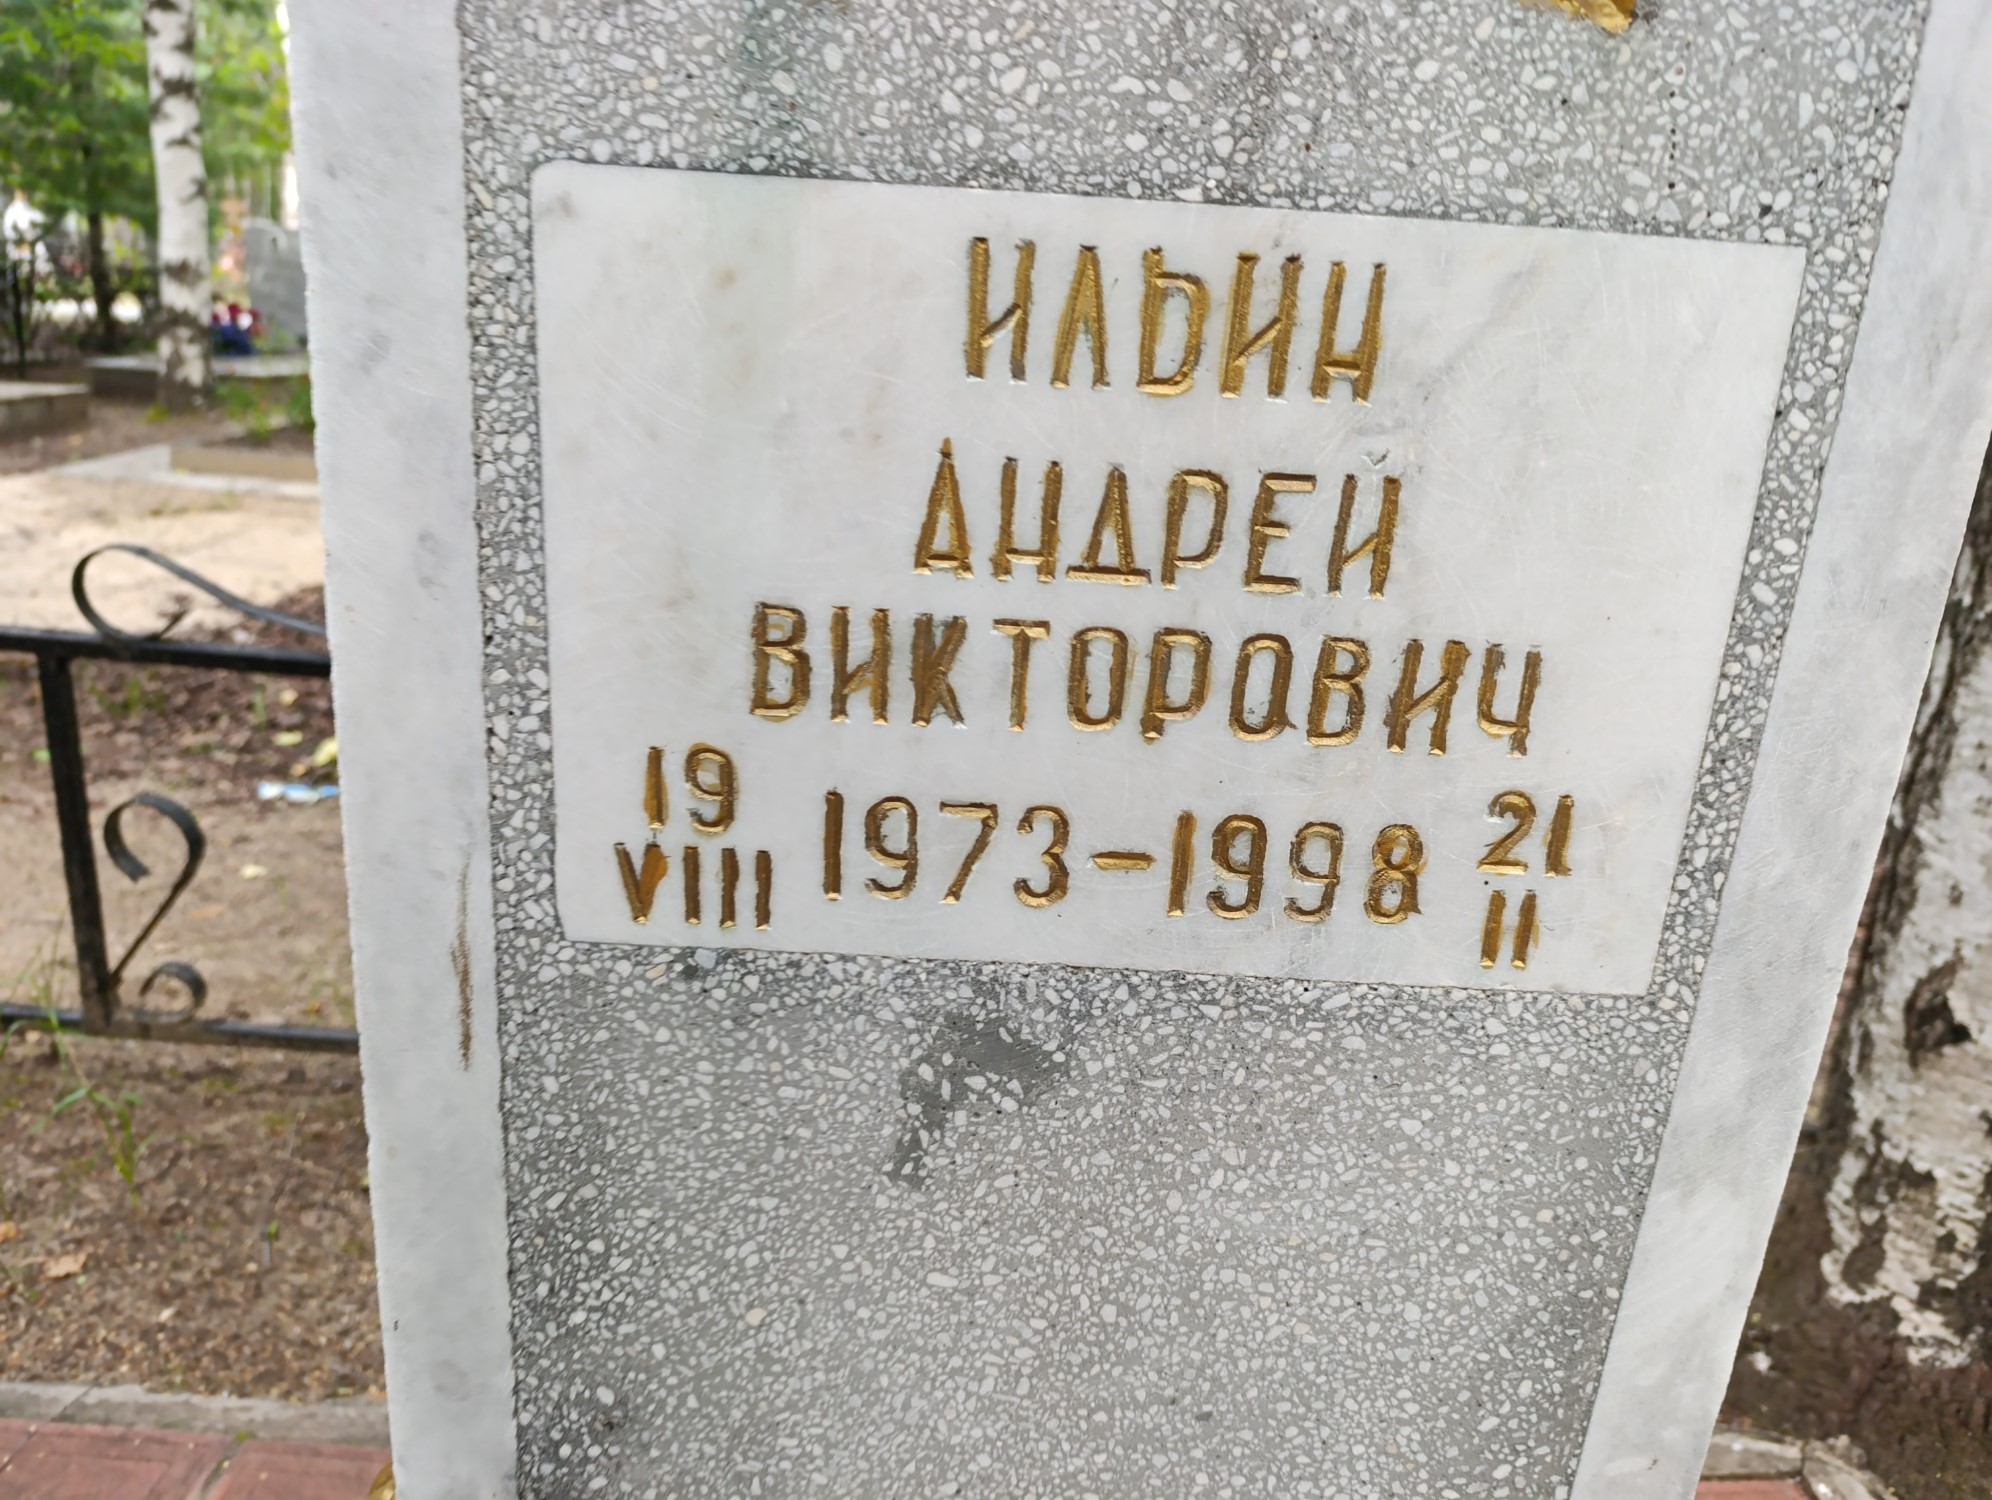 ИЛЬИН
АНДРЕЙ
ВИКТОРОВИЧ
19 VIII 1973-1998 21 II